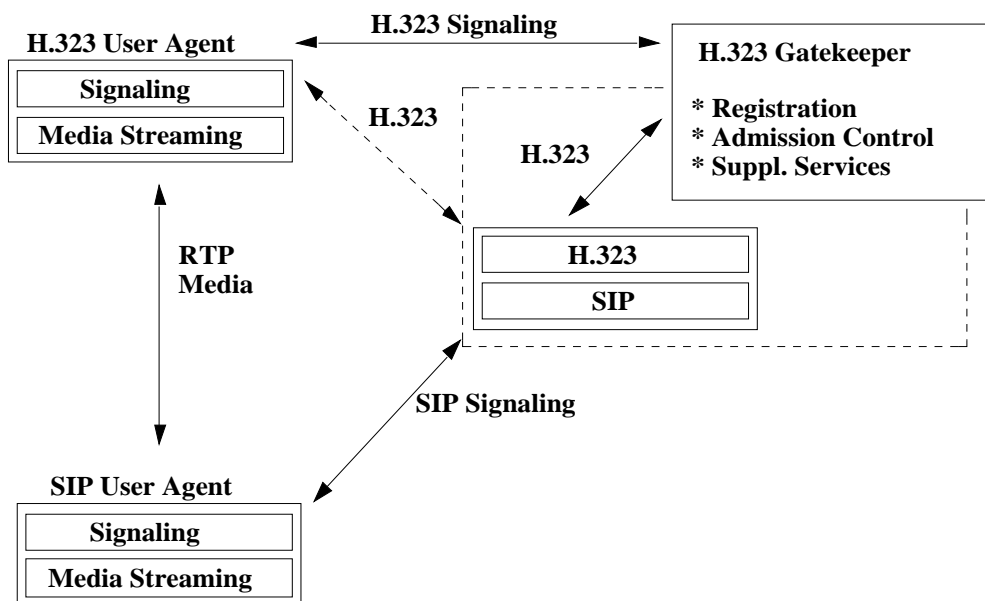 H.323 Signaling
H.323 User Agent
Signaling
Media Streaming
H.323 Gatekeeper
* Registration
* Admission Control
* Suppl. Services
H.323
H.323
H.323
SIP
RTP
Media
SIP Signaling
SIP User Agent
Signaling
Media Streaming